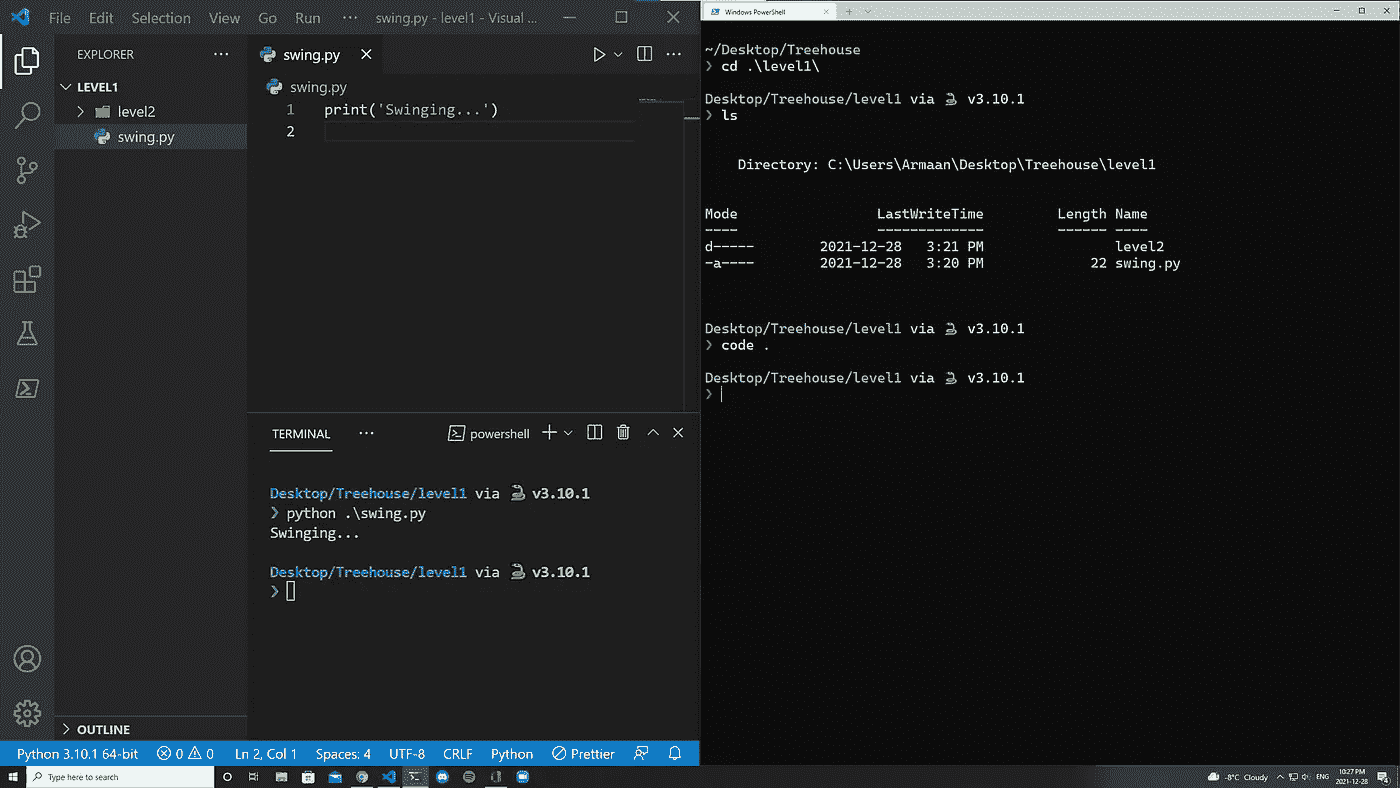 File Edit Selection View Go Run ··· swing.py - level1 - Visual ...
EXPLORER ···
LEVEL1
level2
swing.py
OUTLINE
swing.py
swing.py
1 print('Swinging...')
2
TERMINAL ··· powershell
Desktop/Treehouse/level1 via v3.10.1
❯ python .\swing.py
Swinging...
Desktop/Treehouse/level1 via v3.10.1
❯
Python 3.10.1 64-bit 0 0 Ln 2, Col 1 Spaces: 4 UTF-8 CRLF Python Prettier
Windows PowerShell
~/Desktop/Treehouse
❯ cd .\level1\
Desktop/Treehouse/level1 via v3.10.1
❯ ls
Directory: C:\Users\Armaan\Desktop\Treehouse\level1
Mode LastWriteTime Length Name
---- ------------- ------ ----
d----- 2021-12-28 3:21 PM level2
-a---- 2021-12-28 3:20 PM 22 swing.py
Desktop/Treehouse/level1 via v3.10.1
❯ code .
Desktop/Treehouse/level1 via v3.10.1
❯
Type here to search
-8°C Cloudy ENG 10:27 PM
2021-12-28
4